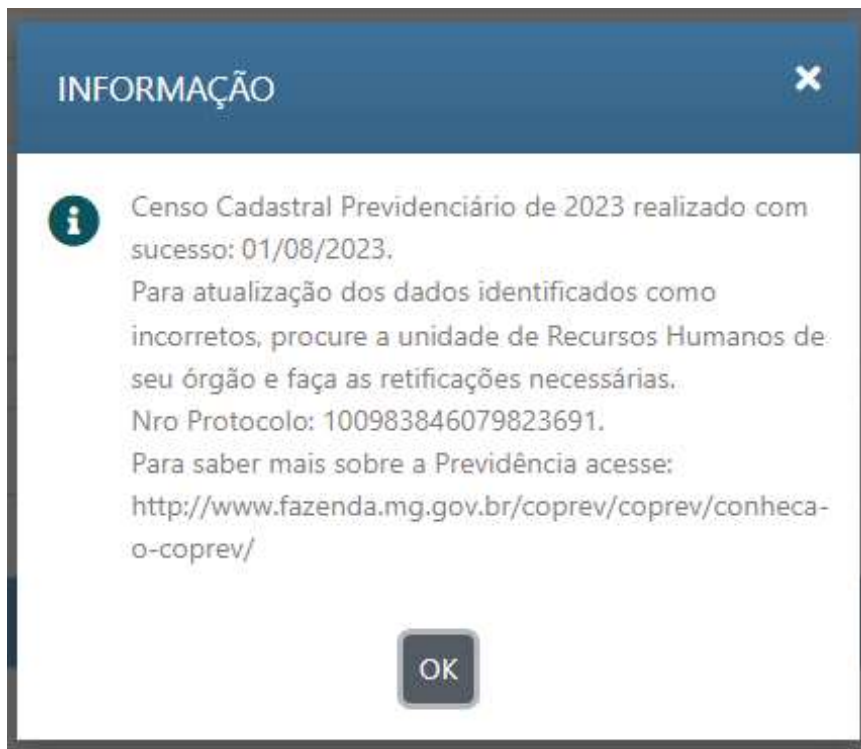 INFORMAÇÃO
Censo Cadastral Previdenciário de 2023 realizado com
sucesso: 01/08/2023.
Para atualização dos dados identificados como
incorretos, procure a unidade de Recursos Humanos de
seu órgão e faça as retificações necessárias.
Nro Protocolo: 100983846079823691.
Para saber mais sobre a Previdência acesse:
http://www.fazenda.mg.gov.br/coprev/coprev/conheca-
o-coprev/
OK